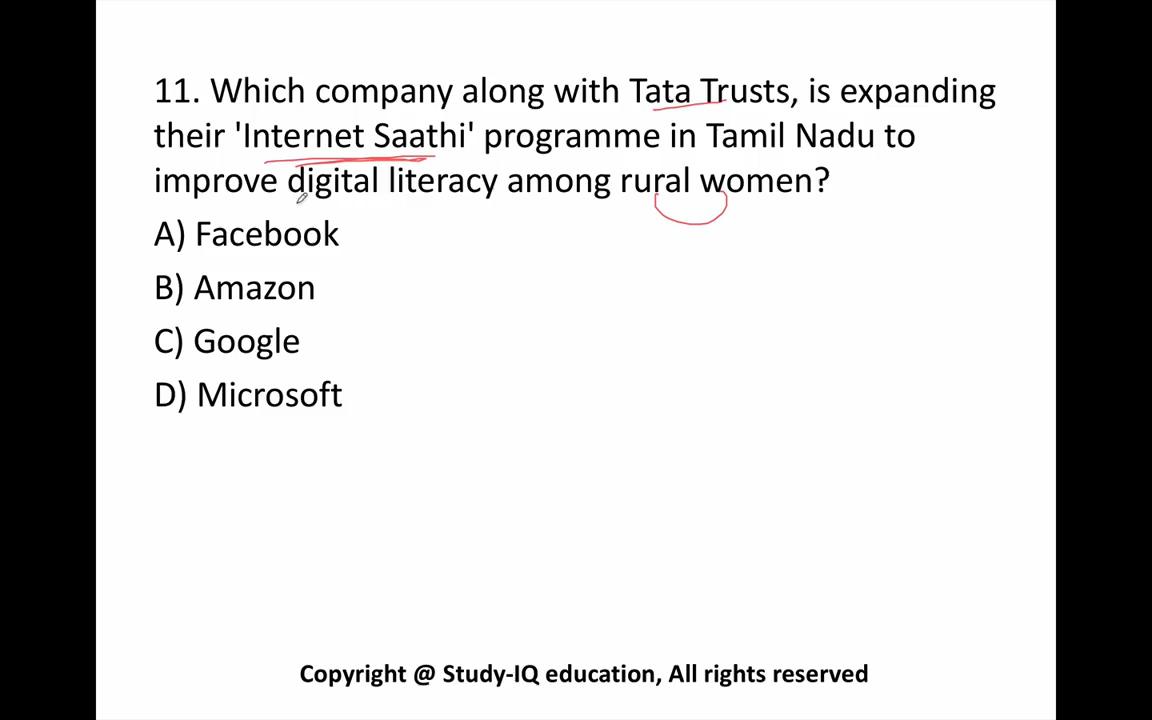 11. Which company along with Tata Trusts, is expanding
their 'Internet Saathi' programme in Tamil Nadu to
improve digital literacy among rural women?
A) Facebook
B) Amazon
C) Google
D) Microsoft
Copyright @ Study-IQ education, All rights reserved